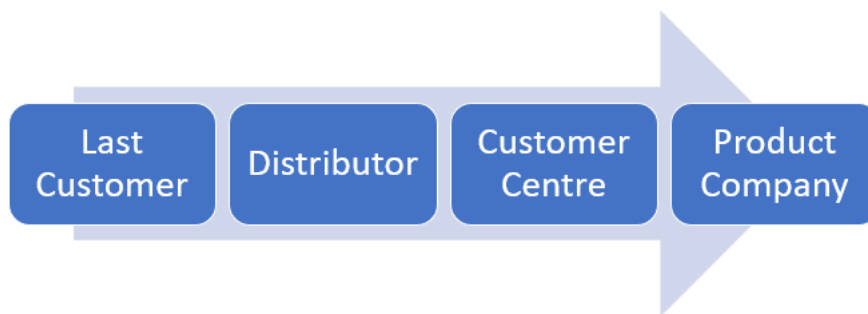 Last
Customer
Distributor
Customer
Centre
Product
Company